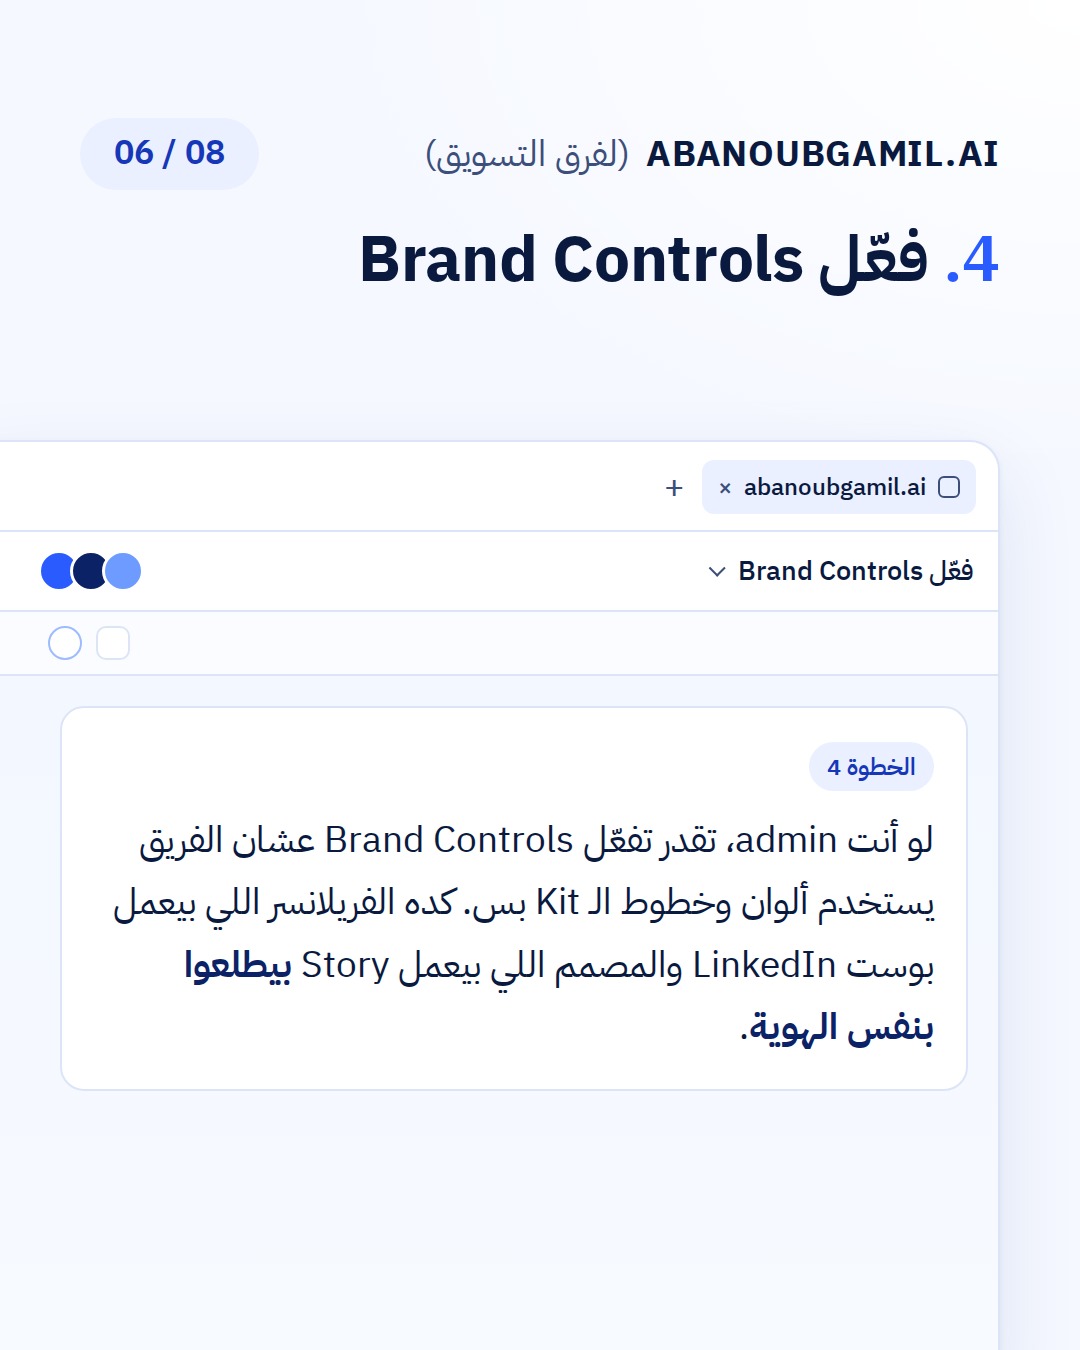 ABANOUBGAMIL.AI (لفرق التسويق)
06 / 08
4. فعّل Brand Controls
abanoubgamil.ai × +
فعّل Brand Controls
الخطوة 4
لو أنت admin، تقدر تفعّل Brand Controls عشان الفريق
يستخدم ألوان وخطوط الـ Kit بس. كده الفريلانسر اللي بيعمل
بوست LinkedIn والمصمم اللي بيعمل Story بيطلعوا
بنفس الهوية.